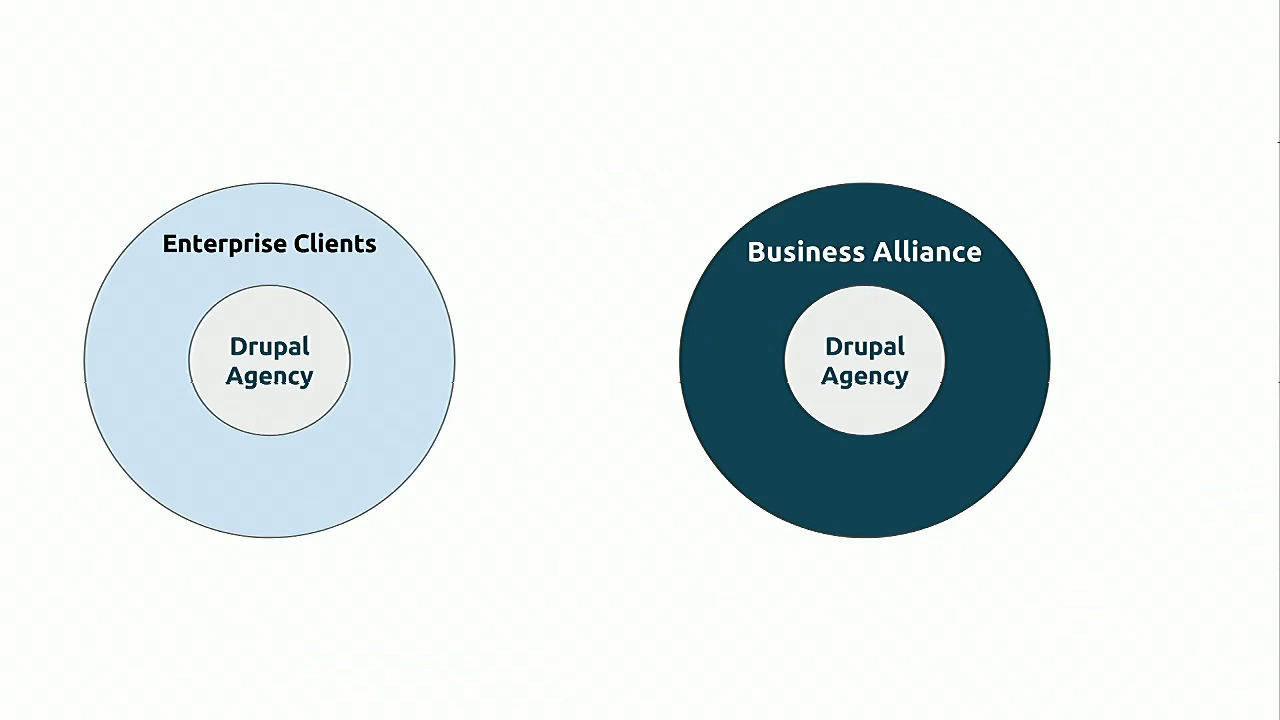 Enterprise Clients
Drupal
Agency
Business Alliance
Drupal
Agency